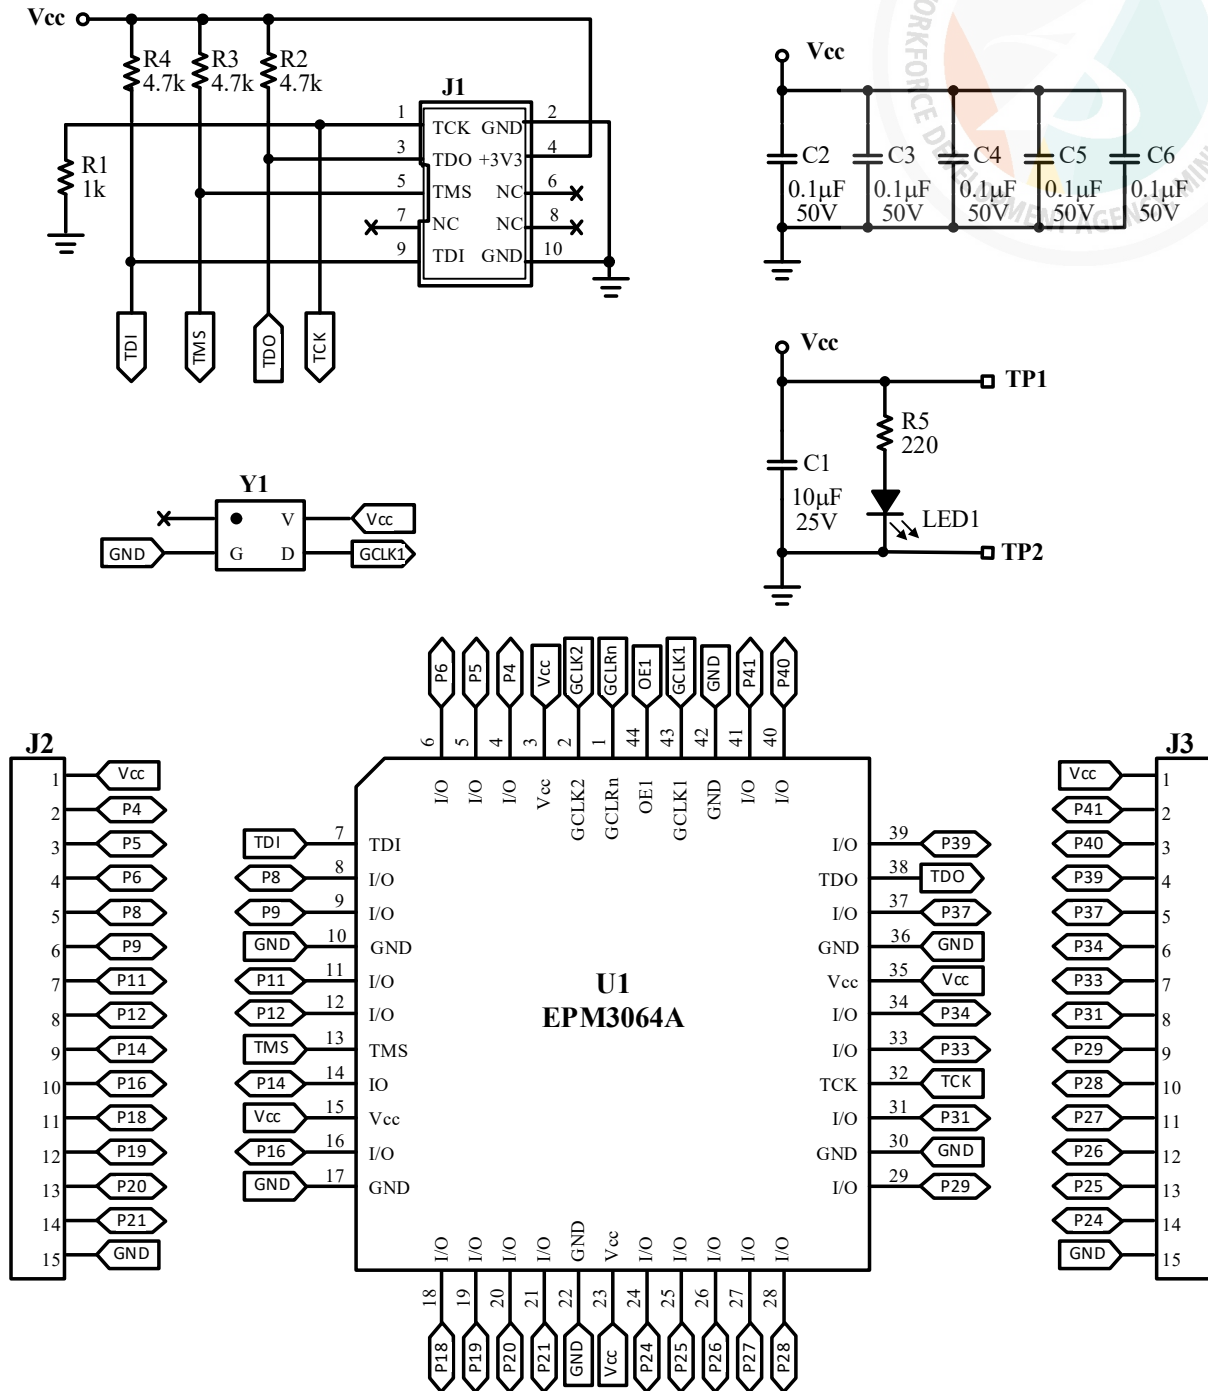 Vcc
R4
4.7k
R3
4.7k
R2
4.7k
J1
1 TCK GND 2
3 TDO +3V3 4
5 TMS NC 6
7 NC NC 8
9 TDI GND 10
R1
1k
TDI
TMS
TDO
TCK
Vcc
C2
0.1µF
50V
C3
0.1µF
50V
C4
0.1µF
50V
C5
0.1µF
50V
C6
0.1µF
50V
WORKFORCE DEVELOPMENT AGENCY, MIN
Vcc
TP1
R5
220
C1
10µF
25V
LED1
TP2
Y1
V Vcc
GND G D GCLK1
P6 P5 P4 Vcc GCLK2 GCLRn OE1 GCLK1 GND P41 P40
6 5 4 3 2 1 44 43 42 41 40
I/O I/O I/O Vcc GCLK2 GCLRn OE1 GCLK1 GND I/O I/O
J2
1 Vcc
2 P4
3 P5
4 P6
5 P8
6 P9
7 P11
8 P12
9 P14
10 P16
11 P18
12 P19
13 P20
14 P21
15 GND
TDI 7 TDI
P8 8 I/O
P9 9 I/O
GND 10 GND
P11 11 I/O
P12 12 I/O
TMS 13 TMS
P14 14 IO
Vcc 15 Vcc
P16 16 I/O
GND 17 GND
U1
EPM3064A
I/O 39 P39
TDO 38 TDO
I/O 37 P37
GND 36 GND
Vcc 35 Vcc
I/O 34 P34
I/O 33 P33
TCK 32 TCK
I/O 31 P31
GND 30 GND
I/O 29 P29
J3
Vcc 1
P41 2
P40 3
P39 4
P37 5
P34 6
P33 7
P31 8
P29 9
P28 10
P27 11
P26 12
P25 13
P24 14
GND 15
I/O I/O I/O I/O GND Vcc I/O I/O I/O I/O I/O
18 19 20 21 22 23 24 25 26 27 28
P18 P19 P20 P21 GND Vcc P24 P25 P26 P27 P28